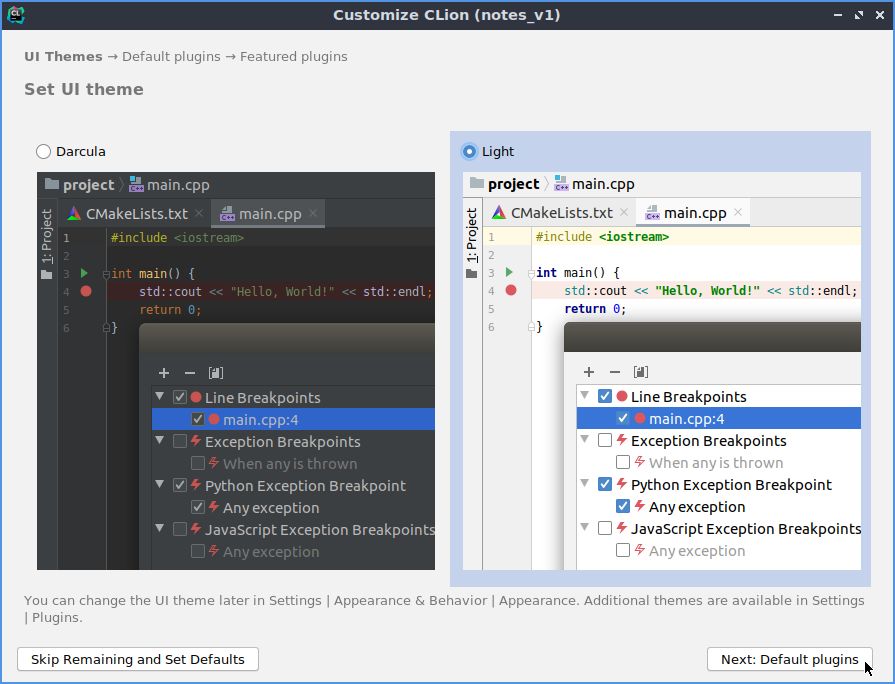 CL
Customize CLion (notes_v1)
UI Themes → Default plugins → Featured plugins
Set UI theme
Darcula
project
main.cpp
CMakeLists.txt
main.cpp
1: Project
1 #include <iostream>
2
3 int main() {
4 std::cout << "Hello, World!" << std::endl;
5 return 0;
6 }
Line Breakpoints
main.cpp:4
Exception Breakpoints
When any is thrown
Python Exception Breakpoint
Any exception
JavaScript Exception Breakpoints
Any exception
Light
project
main.cpp
CMakeLists.txt
main.cpp
1: Project
1 #include <iostream>
2
3 int main() {
4 std::cout << "Hello, World!" << std::endl;
5 return 0;
6 }
Line Breakpoints
main.cpp:4
Exception Breakpoints
When any is thrown
Python Exception Breakpoint
Any exception
JavaScript Exception Breakpoints
Any exception
You can change the UI theme later in Settings | Appearance & Behavior | Appearance. Additional themes are available in Settings
| Plugins.
Skip Remaining and Set Defaults
Next: Default plugins